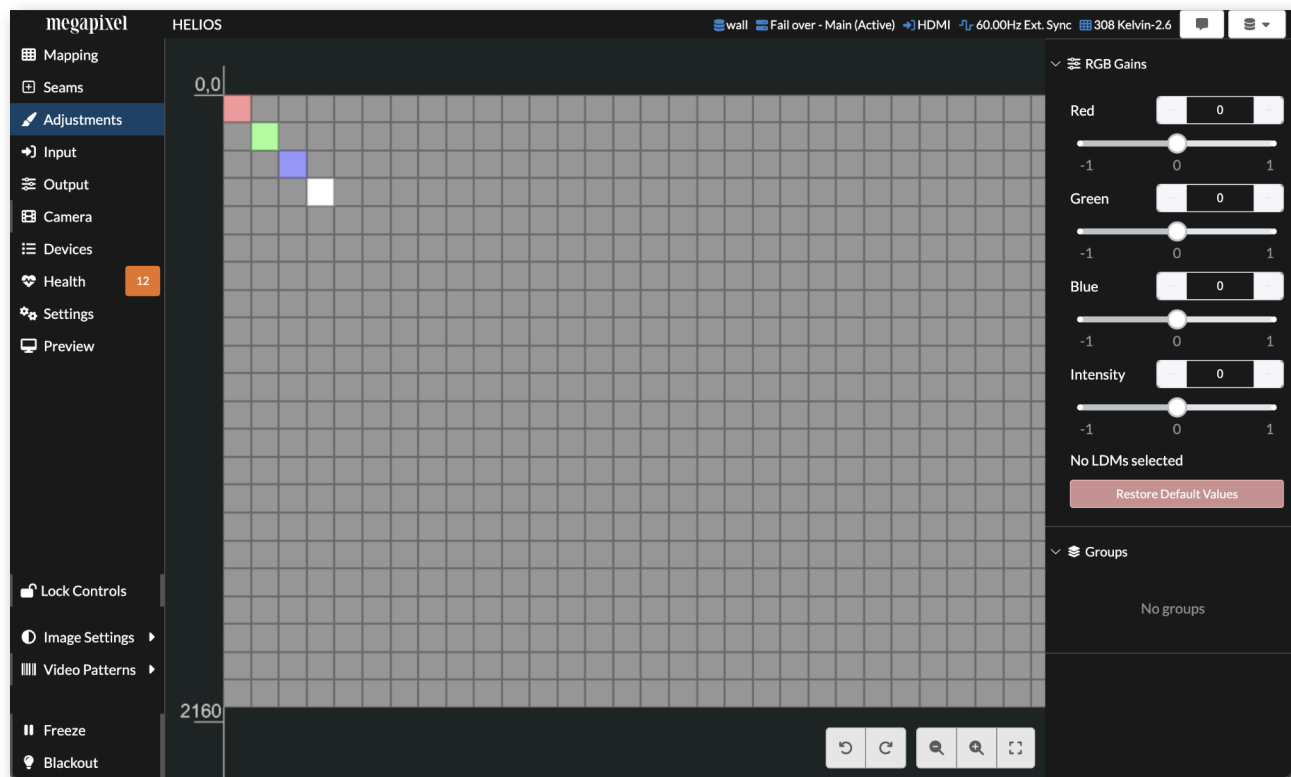 megapixel HELIOS wall Fail over - Main (Active) HDMI 60.00Hz Ext. Sync 308 Kelvin-2.6
Mapping
Seams
Adjustments
Input
Output
Camera
Devices
Health 12
Settings
Preview
Lock Controls
Image Settings
Video Patterns
Freeze
Blackout
0,0
2160
RGB Gains
Red 0
-1 0 1
Green 0
-1 0 1
Blue 0
-1 0 1
Intensity 0
-1 0 1
No LDMs selected
Restore Default Values
Groups
No groups